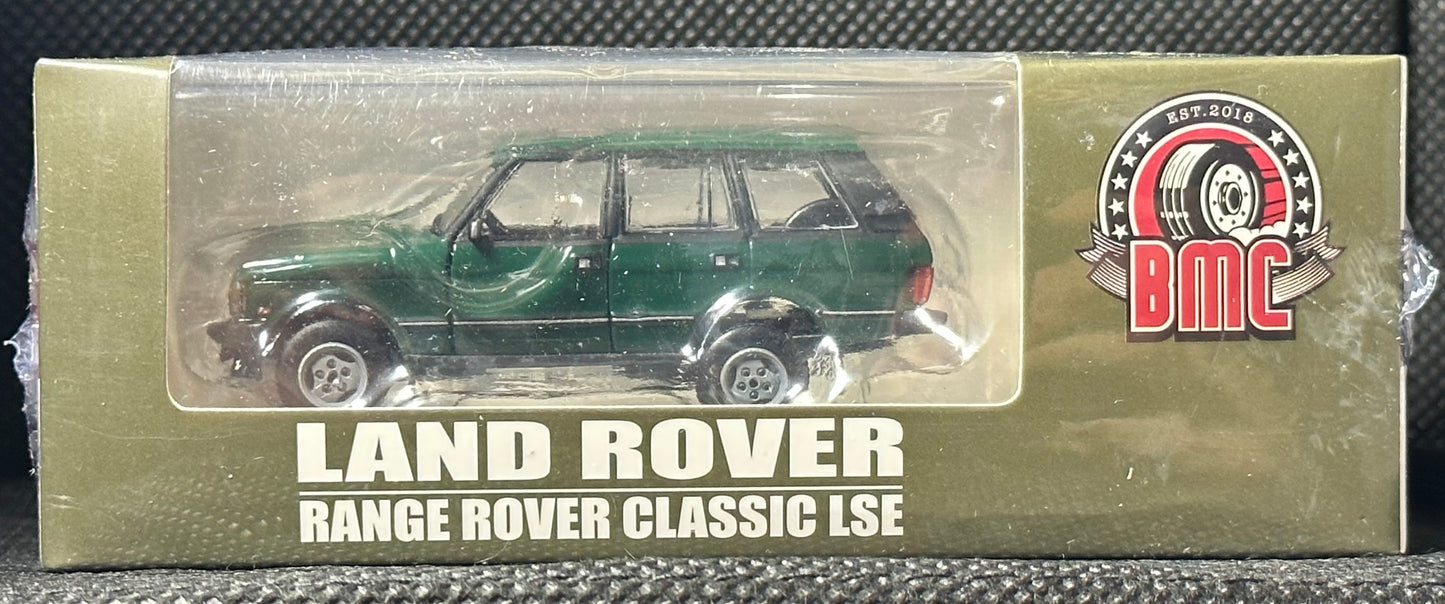 EST.2018
BMC
LAND ROVER
RANGE ROVER CLASSIC LSE